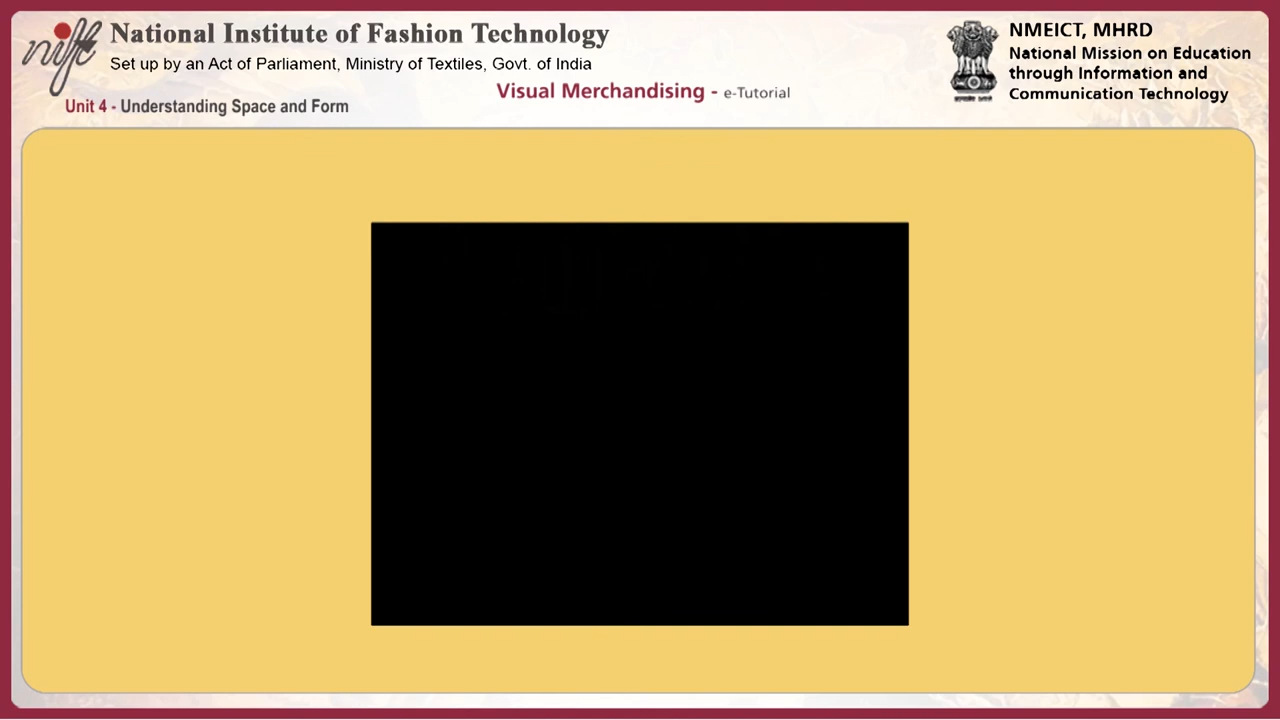 nift
National Institute of Fashion Technology
Set up by an Act of Parliament, Ministry of Textiles, Govt. of India
Unit 4 - Understanding Space and Form
Visual Merchandising - e-Tutorial
NMEICT, MHRD
National Mission on Education
through Information and
Communication Technology